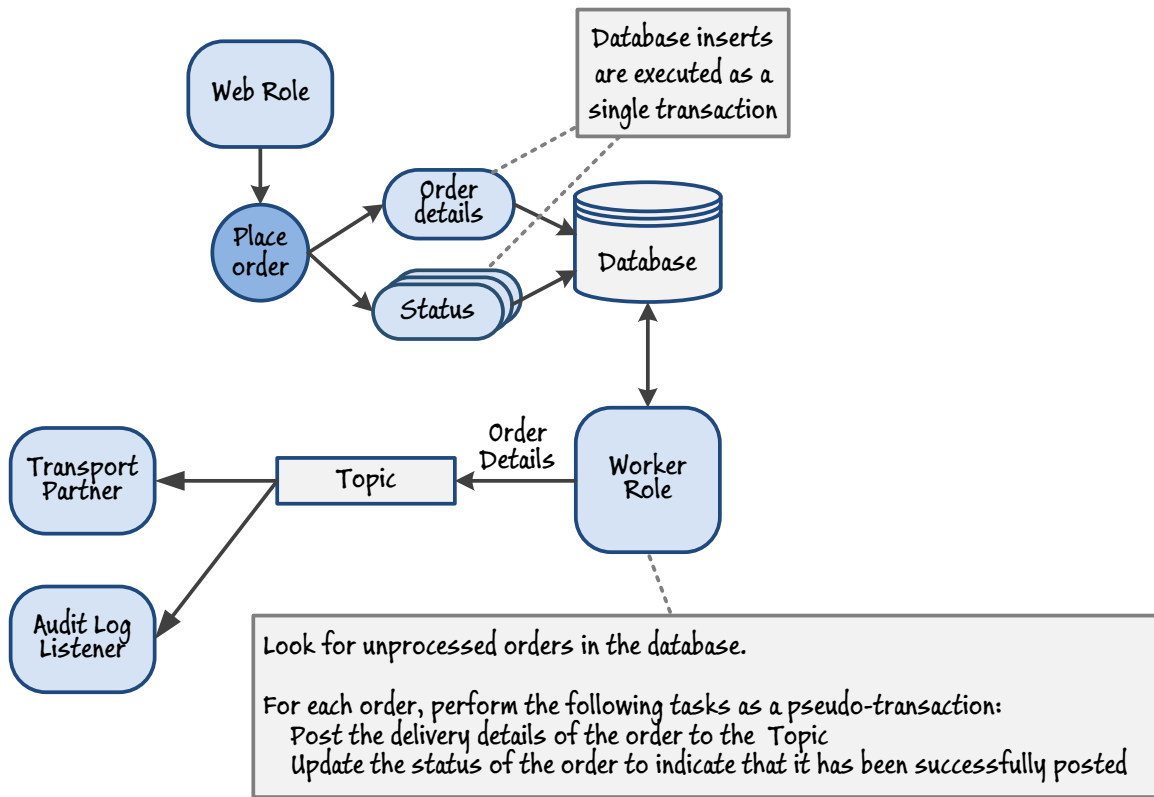 Database inserts
are executed as a
single transaction
Web Role
Order
details
Place
order
Database
Status
Order
Details
Transport
Partner
Topic
Worker
Role
Audit Log
Listener
Look for unprocessed orders in the database.
For each order, perform the following tasks as a pseudo-transaction:
Post the delivery details of the order to the Topic
Update the status of the order to indicate that it has been successfully posted